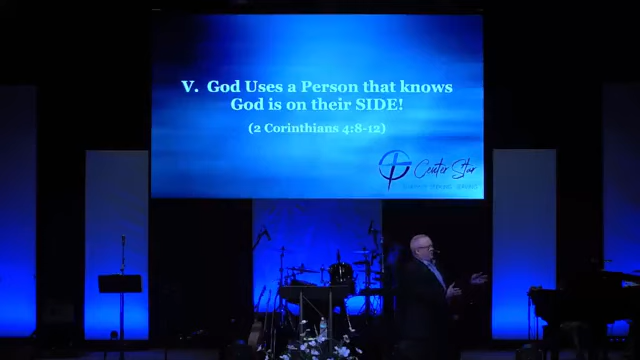 V. God Uses a Person that knows
God is on their SIDE!
(2 Corinthians 4:8-12)
Center Star